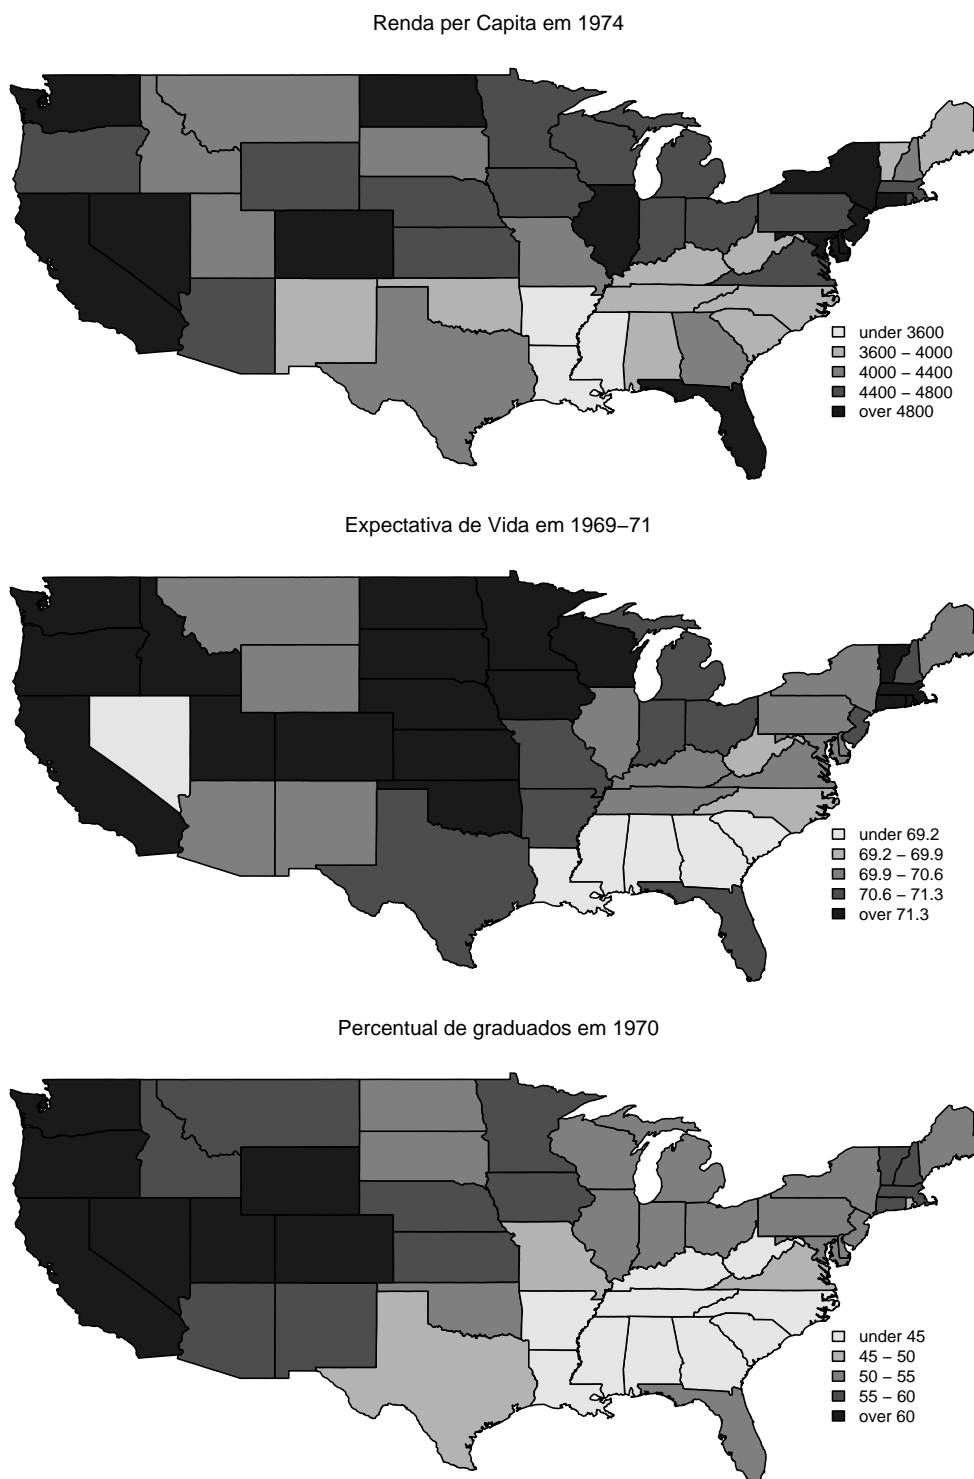 Renda per Capita em 1974
under 3600
3600 − 4000
4000 − 4400
4400 − 4800
over 4800
Expectativa de Vida em 1969−71
under 69.2
69.2 − 69.9
69.9 − 70.6
70.6 − 71.3
over 71.3
Percentual de graduados em 1970
under 45
45 − 50
50 − 55
55 − 60
over 60